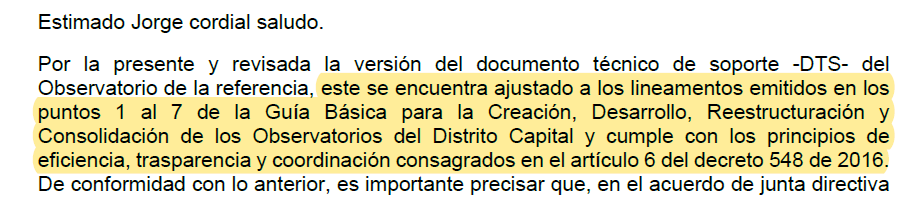 Estimado Jorge cordial saludo.
Por la presente y revisada la versión del documento técnico de soporte -DTS- del
Observatorio de la referencia, este se encuentra ajustado a los lineamentos emitidos en los
puntos 1 al 7 de la Guía Básica para la Creación, Desarrollo, Reestructuración y
Consolidación de los Observatorios del Distrito Capital y cumple con los principios de
eficiencia, trasparencia y coordinación consagrados en el artículo 6 del decreto 548 de 2016.
De conformidad con lo anterior, es importante precisar que, en el acuerdo de junta directiva